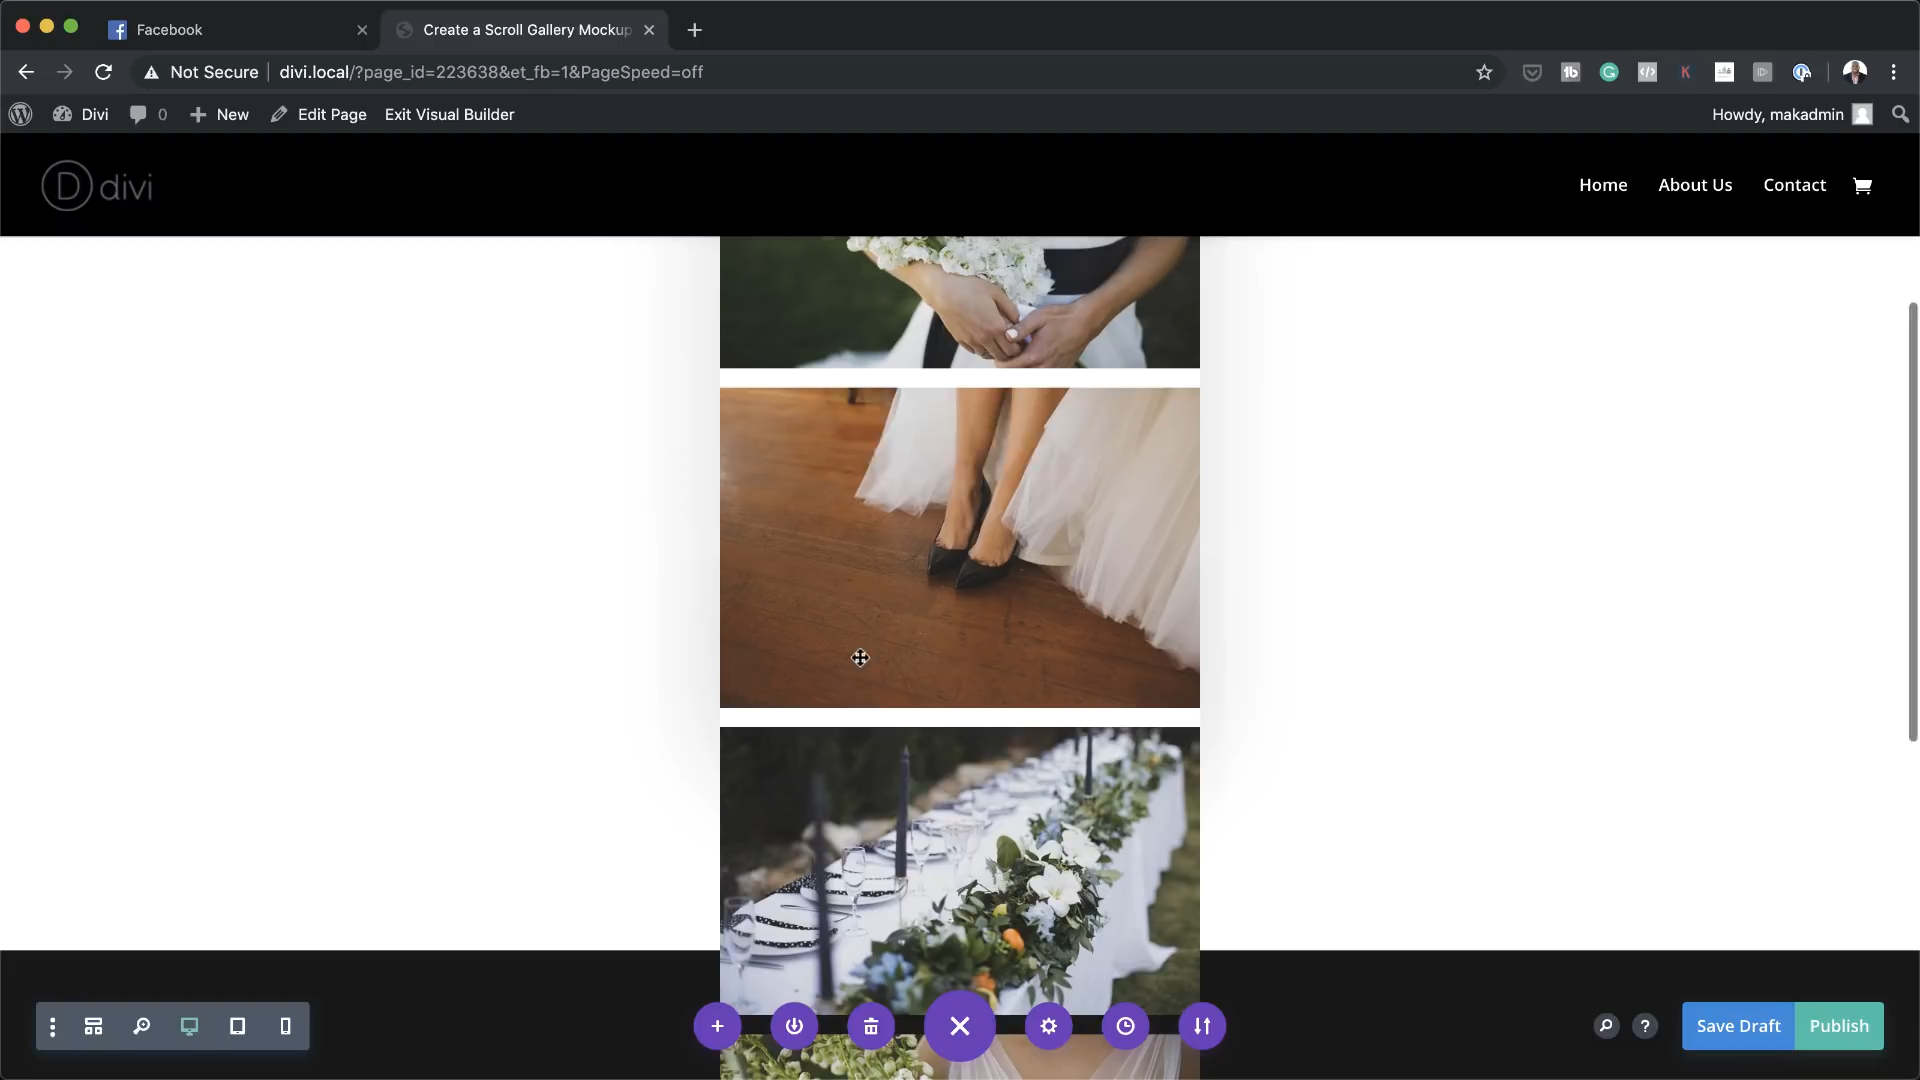 Facebook
Create a Scroll Gallery Mockup
Not Secure
divi.local/?page_id=223638&et_fb=1&PageSpeed=off
Divi
0
New
Edit Page
Exit Visual Builder
Howdy, makadmin
D divi
Home
About Us
Contact
Save Draft
Publish